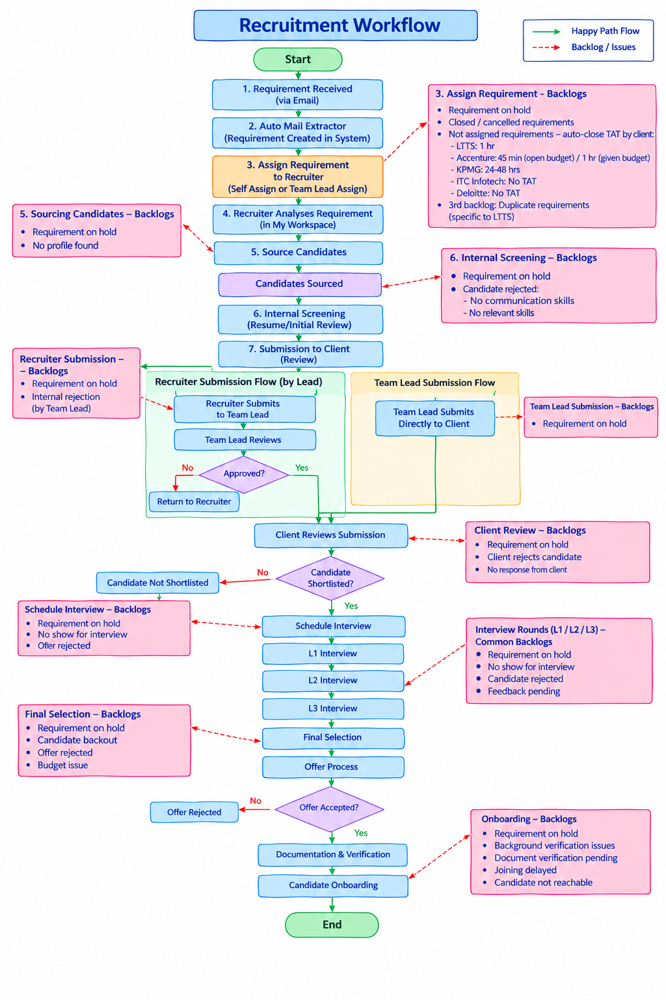 Recruitment Workflow
Happy Path Flow
Backlog / Issues
Start
1. Requirement Received
(via Email)
2. Auto Mail Extractor
(Requirement Created in System)
3. Assign Requirement
to Recruiter
(Self Assign or Team Lead Assign)
3. Assign Requirement - Backlogs
• Requirement on hold
• Closed / cancelled requirements
• Not assigned requirements – auto-close TAT by client:
- LTTS: 1 hr
- Accenture: 45 min (open budget) / 1 hr (given budget)
- KPMG: 24-48 hrs
- ITC Infotech: No TAT
- Deloitte: No TAT
• 3rd backlog: Duplicate requirements
(specific to LTTS)
4. Recruiter Analyses Requirement
(in My Workspace)
5. Sourcing Candidates – Backlogs
• Requirement on hold
• No profile found
5. Source Candidates
Candidates Sourced
6. Internal Screening – Backlogs
• Requirement on hold
• Candidate rejected:
- No communication skills
- No relevant skills
6. Internal Screening
(Resume/Initial Review)
7. Submission to Client
(Review)
Recruiter Submission –
– Backlogs
• Requirement on hold
• Internal rejection
(by Team Lead)
Recruiter Submission Flow (by Lead)
Recruiter Submits
to Team Lead
Team Lead Reviews
Approved?
No
Yes
Return to Recruiter
Team Lead Submission Flow
Team Lead Submits
Directly to Client
Team Lead Submission – Backlogs
• Requirement on hold
Client Reviews Submission
Client Review – Backlogs
• Requirement on hold
• Client rejects candidate
• No response from client
Candidate
Shortlisted?
No
Yes
Candidate Not Shortlisted
Schedule Interview – Backlogs
• Requirement on hold
• No show for interview
• Offer rejected
Schedule Interview
L1 Interview
L2 Interview
L3 Interview
Interview Rounds (L1 / L2 / L3) –
Common Backlogs
• Requirement on hold
• No show for interview
• Candidate rejected
• Feedback pending
Final Selection – Backlogs
• Requirement on hold
• Candidate backout
• Offer rejected
• Budget issue
Final Selection
Offer Process
Offer Accepted?
No
Yes
Offer Rejected
Documentation & Verification
Candidate Onboarding
Onboarding – Backlogs
• Requirement on hold
• Background verification issues
• Document verification pending
• Joining delayed
• Candidate not reachable
End